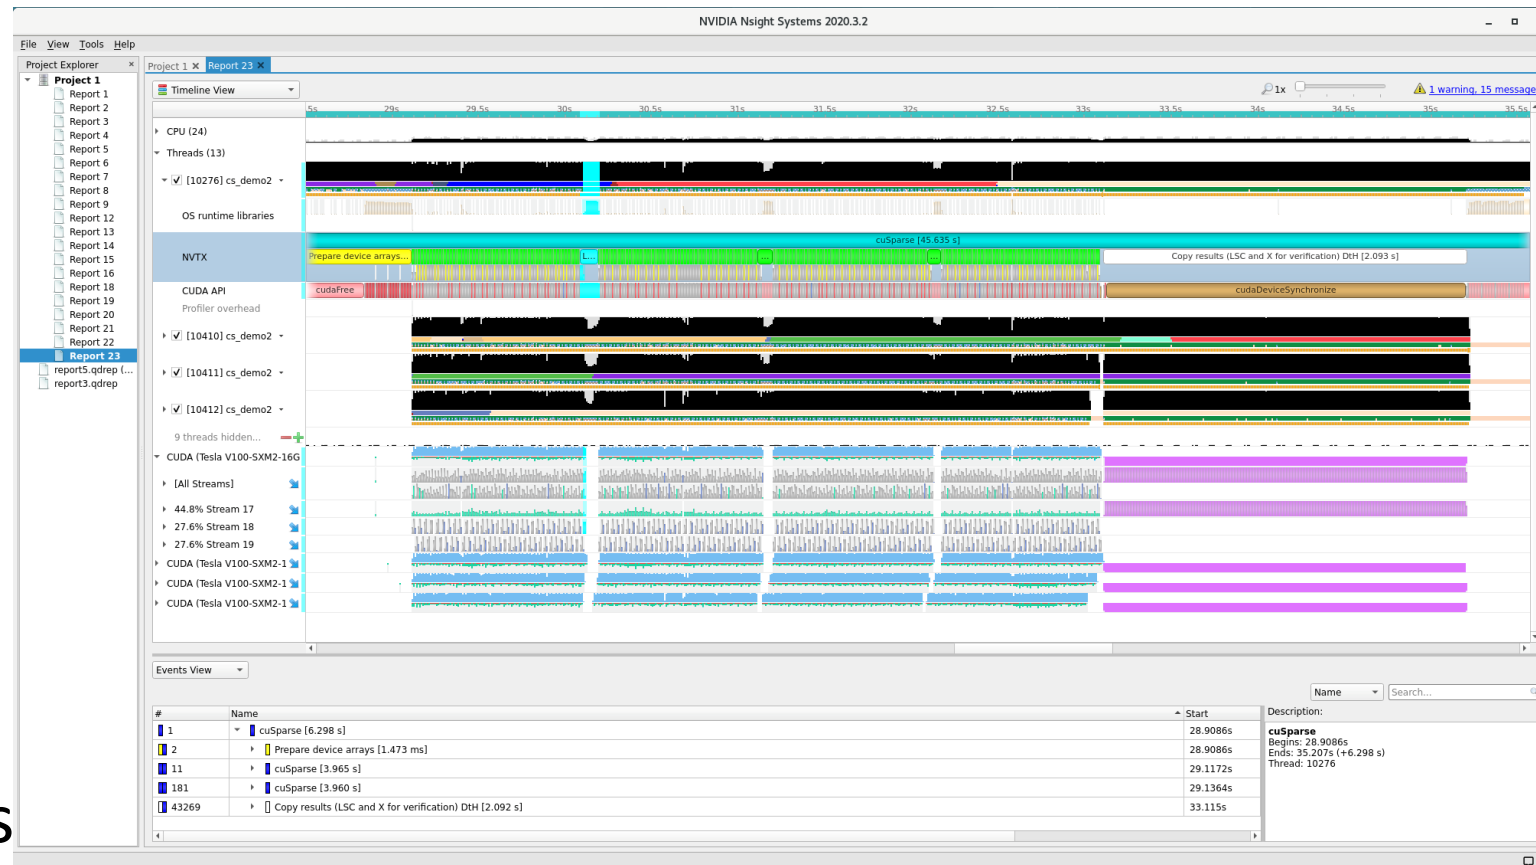 NVIDIA Nsight Systems 2020.3.2
File View Tools Help
Project Explorer
Project 1
Report 1
Report 2
Report 3
Report 4
Report 5
Report 6
Report 7
Report 8
Report 9
Report 12
Report 13
Report 14
Report 15
Report 16
Report 18
Report 19
Report 20
Report 21
Report 22
Report 23
report5.qdrep (...
report3.qdrep
Project 1 Report 23
Timeline View
1x
1 warning, 15 message
5s 29s 29.5s 30s 30.5s 31s 31.5s 32s 32.5s 33s 33.5s 34s 34.5s 35s 35.5s
CPU (24)
Threads (13)
[10276] cs_demo2
OS runtime libraries
NVTX
cuSparse [45.635 s]
Prepare device arrays... L... ... ... Copy results (LSC and X for verification) DtH [2.093 s]
CUDA API
cudaFree cudaDeviceSynchronize
Profiler overhead
[10410] cs_demo2
[10411] cs_demo2
[10412] cs_demo2
9 threads hidden...
CUDA (Tesla V100-SXM2-16G
[All Streams]
44.8% Stream 17
27.6% Stream 18
27.6% Stream 19
CUDA (Tesla V100-SXM2-1
CUDA (Tesla V100-SXM2-1
CUDA (Tesla V100-SXM2-1
Events View
Name Search...
# Name Start
1 cuSparse [6.298 s] 28.9086s
2 Prepare device arrays [1.473 ms] 28.9086s
11 cuSparse [3.965 s] 29.1172s
181 cuSparse [3.960 s] 29.1364s
43269 Copy results (LSC and X for verification) DtH [2.092 s] 33.115s
Description:
cuSparse
Begins: 28.9086s
Ends: 35.207s (+6.298 s)
Thread: 10276
s